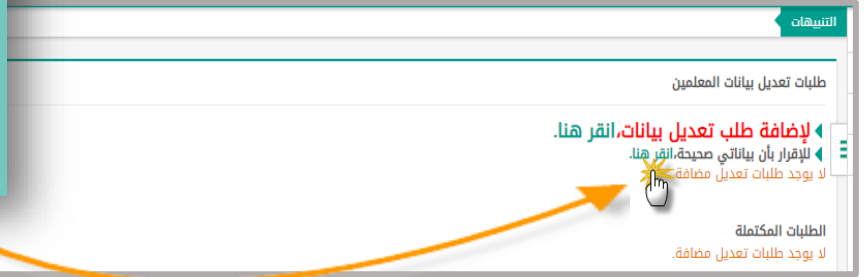 التنبيهات
طلبات تعديل بيانات المعلمين
لإضافة طلب تعديل بيانات،انقر هنا.
للإقرار بأن بياناتي صحيحة،انقر هنا.
لا يوجد طلبات تعديل مضافة.
الطلبات المكتملة
لا يوجد طلبات تعديل مضافة.